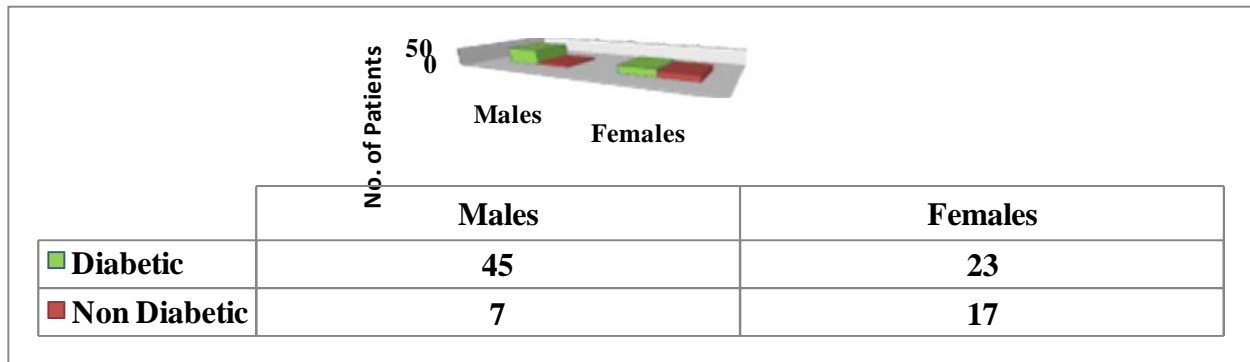 No. of Patients
50
0
Males
Females
Males Females
Diabetic 45 23
Non Diabetic 7 17